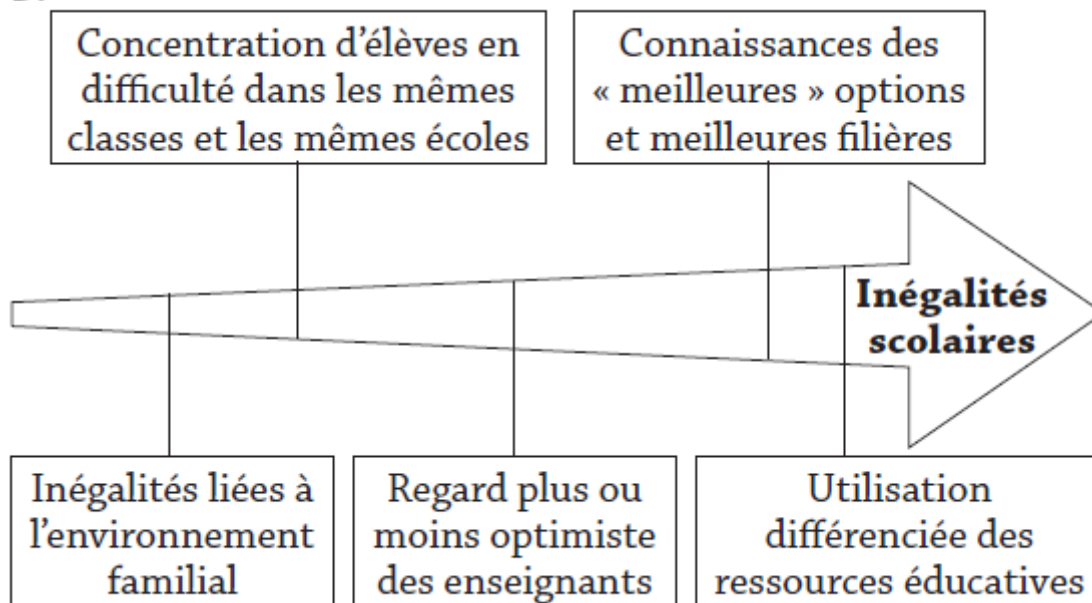 Concentration d’élèves en
difficulté dans les mêmes
classes et les mêmes écoles
Connaissances des
« meilleures » options
et meilleures filières
Inégalités
scolaires
Inégalités liées à
l’environnement
familial
Regard plus ou
moins optimiste
des enseignants
Utilisation
différenciée des
ressources éducatives